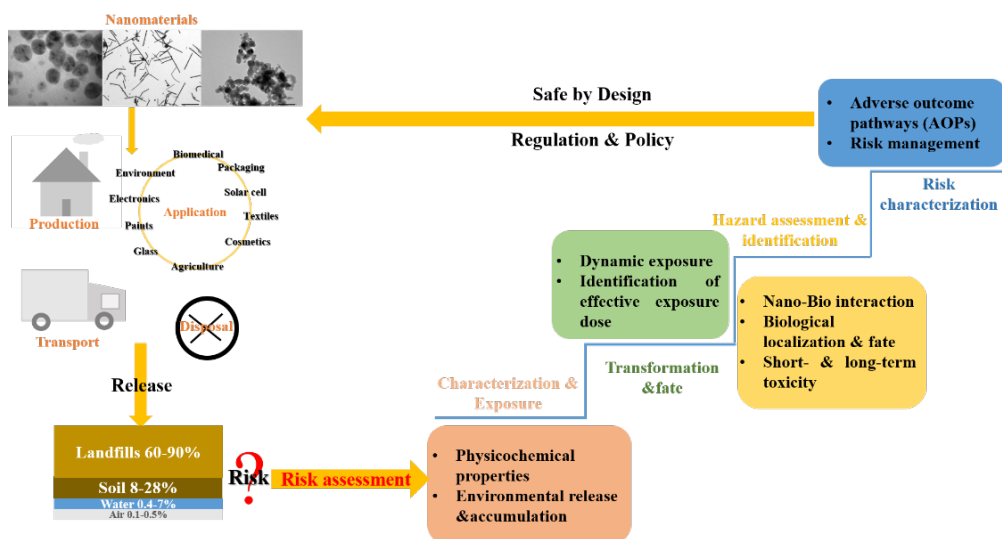 Nanomaterials
Production
Application
Biomedical
Packaging
Solar cell
Textiles
Cosmetics
Agriculture
Glass
Paints
Electronics
Environment
Transport
Disposal
Release
Landfills 60-90%
Soil 8-28%
Water 0.4-7%
Air 0.1-0.5%
Risk
?
Risk assessment
Characterization &
Exposure
• Physicochemical
properties
• Environmental release
&accumulation
• Dynamic exposure
• Identification of
effective exposure
dose
Transformation
&fate
Hazard assessment &
identification
• Nano-Bio interaction
• Biological
localization & fate
• Short- & long-term
toxicity
Risk
characterization
• Adverse outcome
pathways (AOPs)
• Risk management
Safe by Design
Regulation & Policy